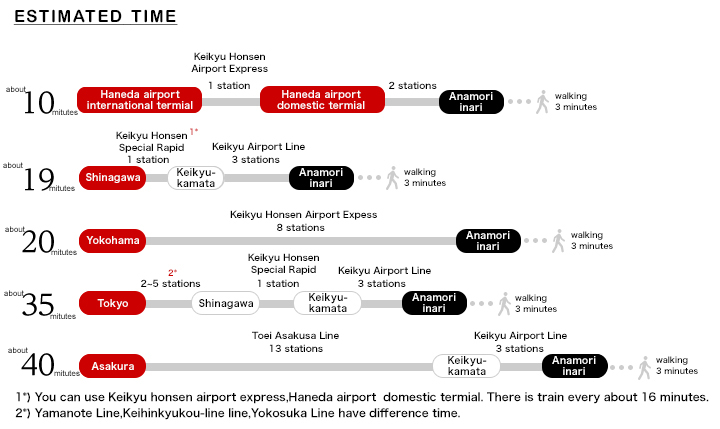 ESTIMATED TIME
Keikyu Honsen
Airport Express
1 station
2 stations
about
10
mitutes
Haneda airport
international termial
Haneda airport
domestic termial
Anamori
inari
walking
3 minutes
Keikyu Honsen 1*
Special Rapid
1 station
Keikyu Airport Line
3 stations
about
19
mitutes
Shinagawa
Keikyu-
kamata
Anamori
inari
walking
3 minutes
Keikyu Honsen Airport Expess
8 stations
about
20
mitutes
Yokohama
Anamori
inari
walking
3 minutes
2*
2~5 stations
Keikyu Honsen
Special Rapid
1 station
Keikyu Airport Line
3 stations
about
35
mitutes
Tokyo
Shinagawa
Keikyu-
kamata
Anamori
inari
walking
3 minutes
Toei Asakusa Line
13 stations
Keikyu Airport Line
3 stations
about
40
mitutes
Asakura
Keikyu-
kamata
Anamori
inari
walking
3 minutes
1*) You can use Keikyu honsen airport express,Haneda airport domestic termial. There is train every about 16 minutes.
2*) Yamanote Line,Keihinkyukou-line line,Yokosuka Line have difference time.